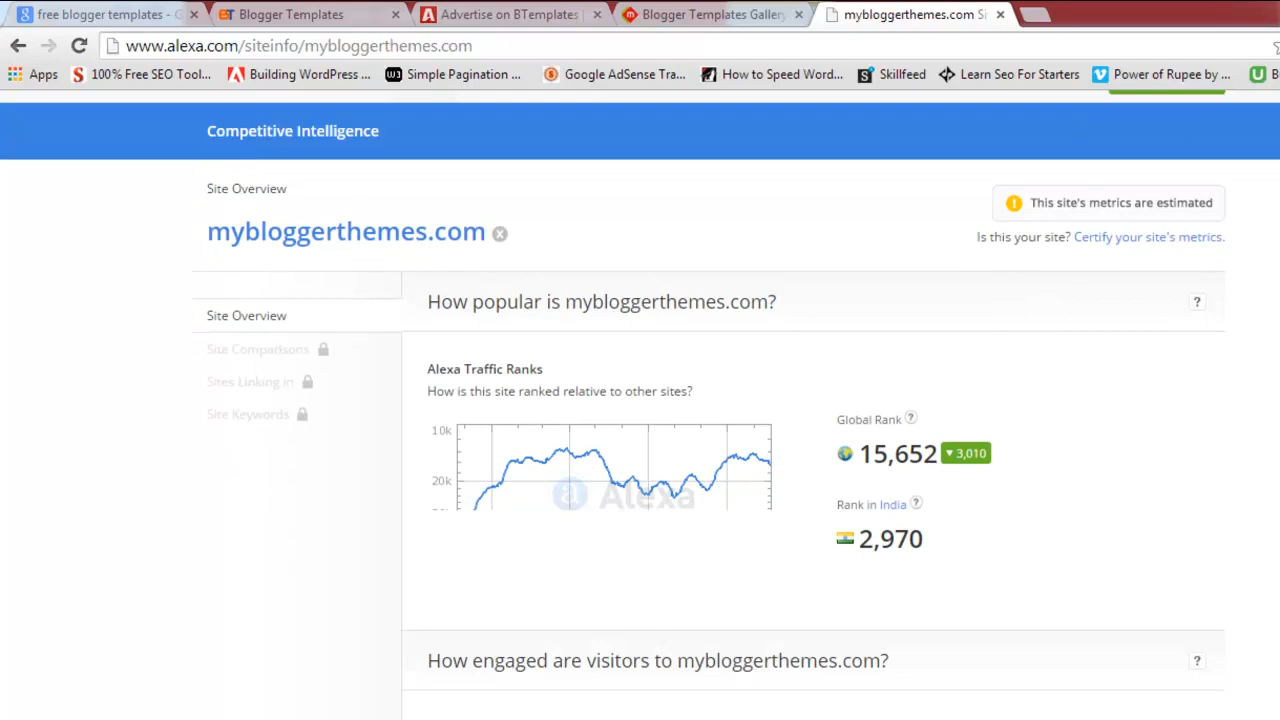 free blogger templates - G
Blogger Templates
Advertise on BTemplates |
Blogger Templates Gallery
mybloggerthemes.com Si
www.alexa.com/siteinfo/mybloggerthemes.com
Apps
100% Free SEO Tool...
Building WordPress ...
Simple Pagination ...
Google AdSense Tra...
How to Speed Word...
Skillfeed
Learn Seo For Starters
Power of Rupee by ...
Competitive Intelligence
Site Overview
This site's metrics are estimated
mybloggerthemes.com
Is this your site? Certify your site's metrics.
Site Overview
Site Comparisons
Sites Linking in
Site Keywords
How popular is mybloggerthemes.com?
?
Alexa Traffic Ranks
How is this site ranked relative to other sites?
10k
20k
Alexa
Global Rank ?
15,652 3,010
Rank in India ?
2,970
How engaged are visitors to mybloggerthemes.com?
?